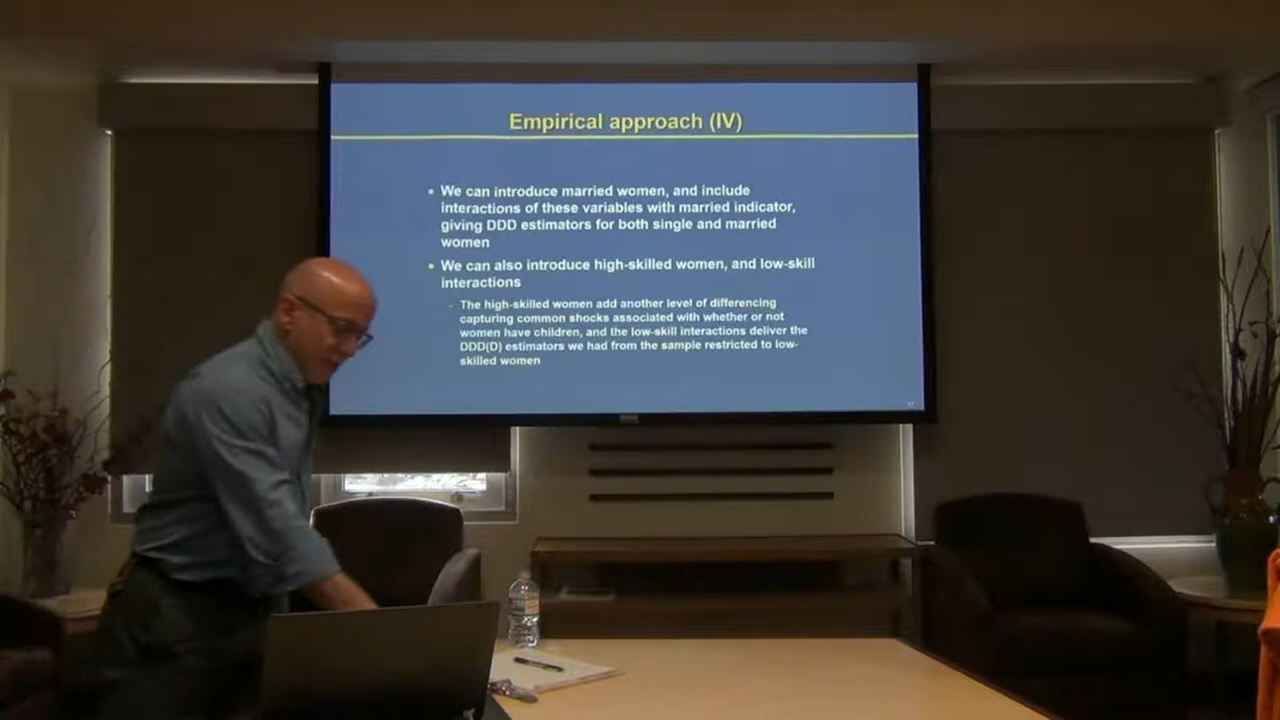 Empirical approach (IV)
• We can introduce married women, and include
interactions of these variables with married indicator,
giving DDD estimators for both single and married
women
• We can also introduce high-skilled women, and low-skill
interactions
- The high-skilled women add another level of differencing
capturing common shocks associated with whether or not
women have children, and the low-skill interactions deliver the
DDD(D) estimators we had from the sample restricted to low-
skilled women